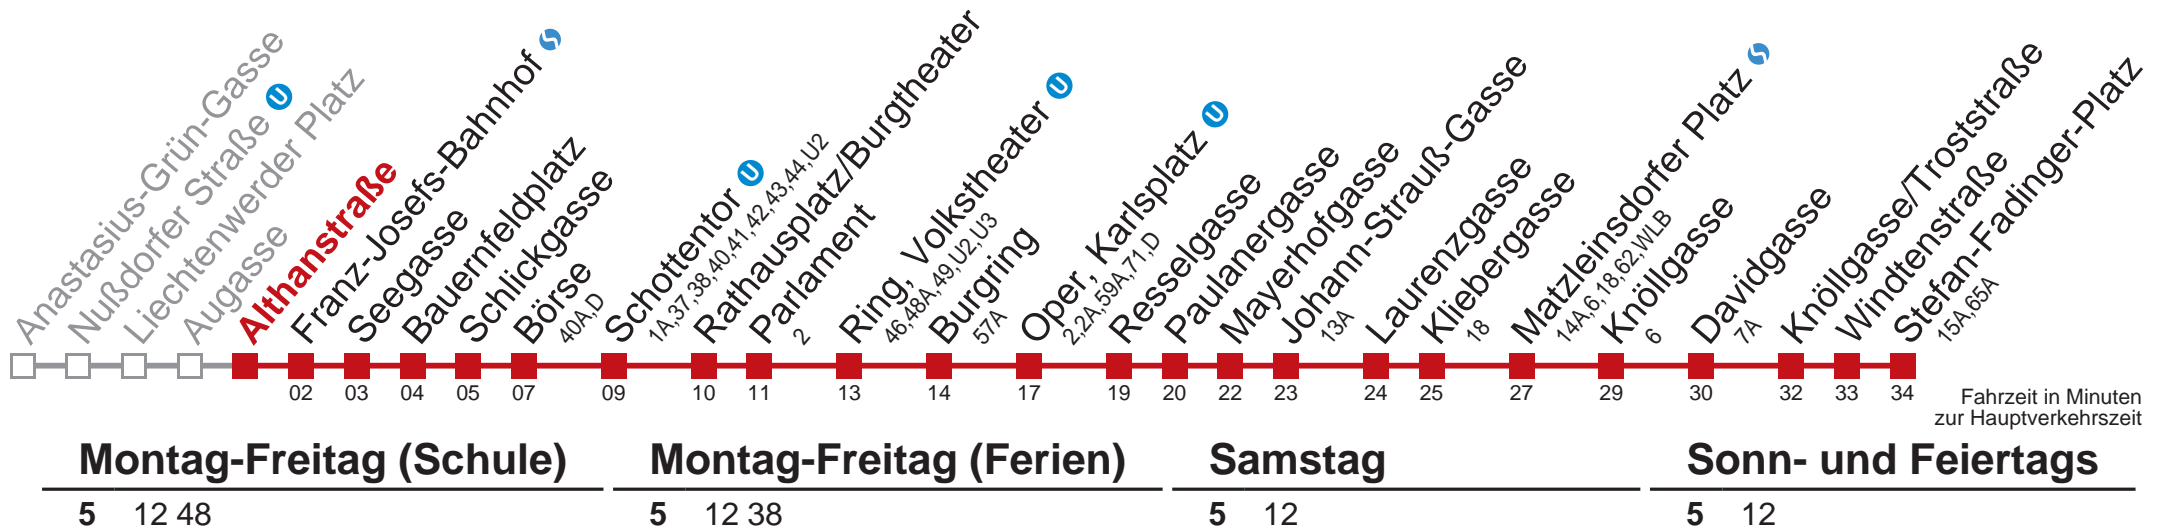 Anastasius-Grün-Gasse
Nußdorfer Straße U
Liechtenwerder Platz
Augasse
Althanstraße
Franz-Josefs-Bahnhof
Seegasse
Bauernfeldplatz
Schlickgasse
Börse
40A,D
Schottentor U
1A,37,38,40,41,42,43,44,U2
Rathausplatz/Burgtheater
Parlament
2
Ring, Volkstheater U
46,48A,49,U2,U3
Burgring
57A
Oper, Karlsplatz U
2,2A,59A,71,D
Resselgasse
Paulanergasse
Mayerhofgasse
Johann-Strauß-Gasse
13A
Laurenzgasse
Kliebergasse
18
Matzleinsdorfer Platz
14A,6,18,62,WLB
Knöllgasse
6
Davidgasse
7A
Knöllgasse/Troststraße
Windtenstraße
Stefan-Fadinger-Platz
15A,65A
02 03 04 05 07 09 10 11 13 14 17 19 20 22 23 24 25 27 29 30 32 33 34
Fahrzeit in Minuten
zur Hauptverkehrszeit
Montag-Freitag (Schule) Montag-Freitag (Ferien) Samstag Sonn- und Feiertags
5 12 48 5 12 38 5 12 5 12